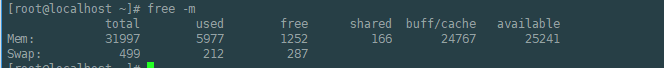 [root@localhost ~]# free -m
total used free shared buff/cache available
Mem: 31997 5977 1252 166 24767 25241
Swap: 499 212 287
[root@localhost ~]#